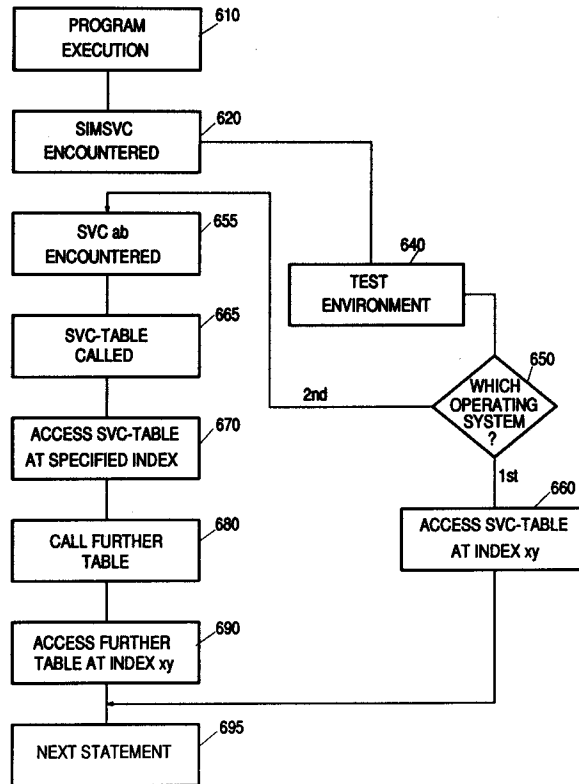 610
PROGRAM
EXECUTION
620
SIMSVC
ENCOUNTERED
655
SVC ab
ENCOUNTERED
640
TEST
ENVIRONMENT
665
SVC-TABLE
CALLED
650
WHICH
OPERATING
SYSTEM
?
2nd
1st
670
ACCESS SVC-TABLE
AT SPECIFIED INDEX
660
ACCESS SVC-TABLE
AT INDEX xy
680
CALL FURTHER
TABLE
690
ACCESS FURTHER
TABLE AT INDEX xy
695
NEXT STATEMENT